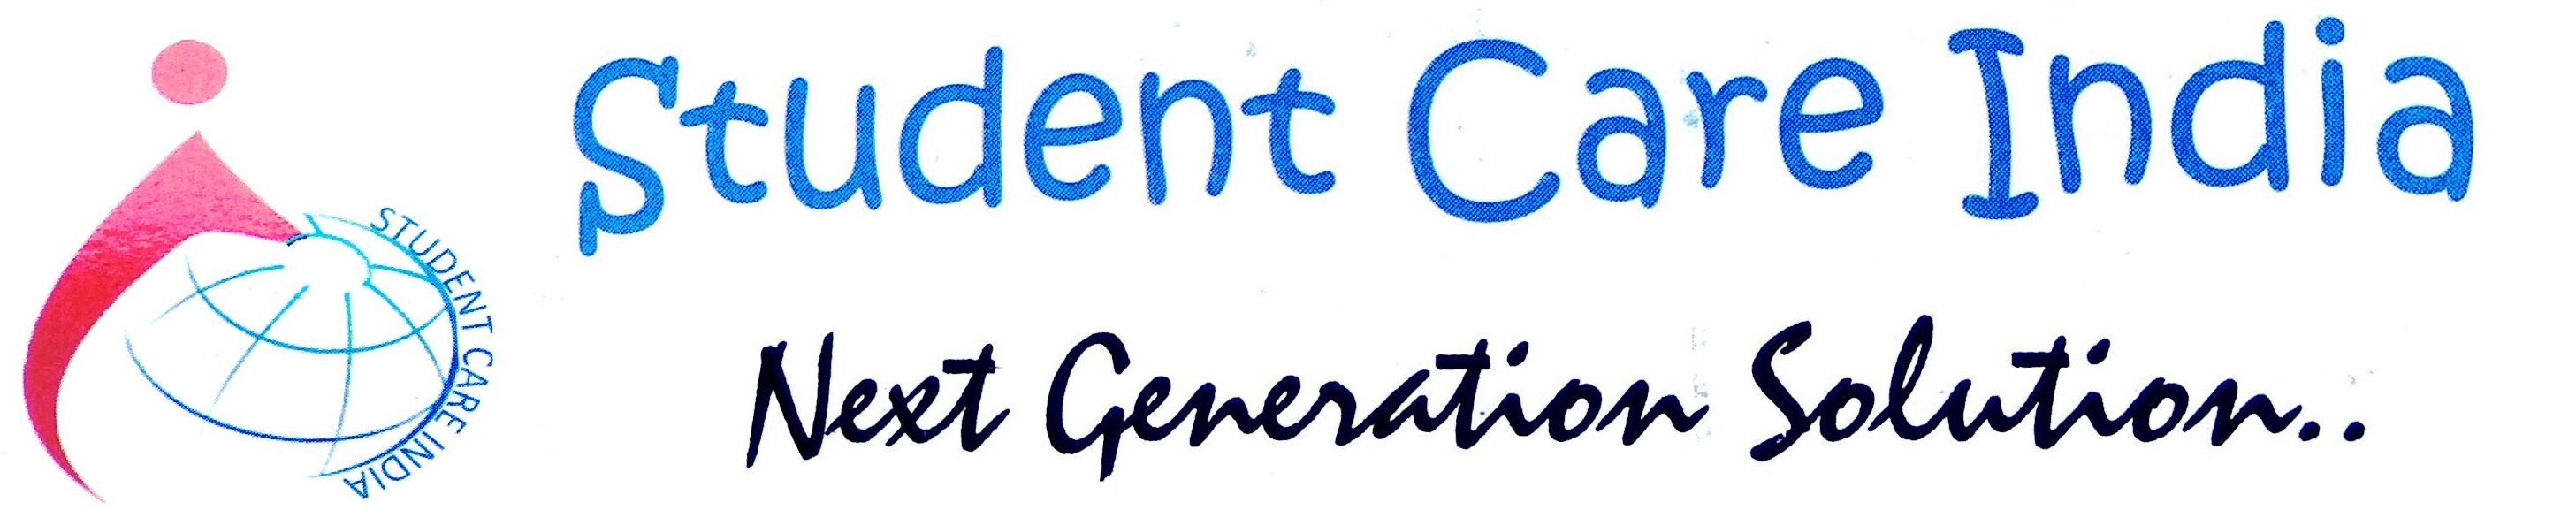 Student Care India
Next Generation Solution..
STUDENT CARE INDIA